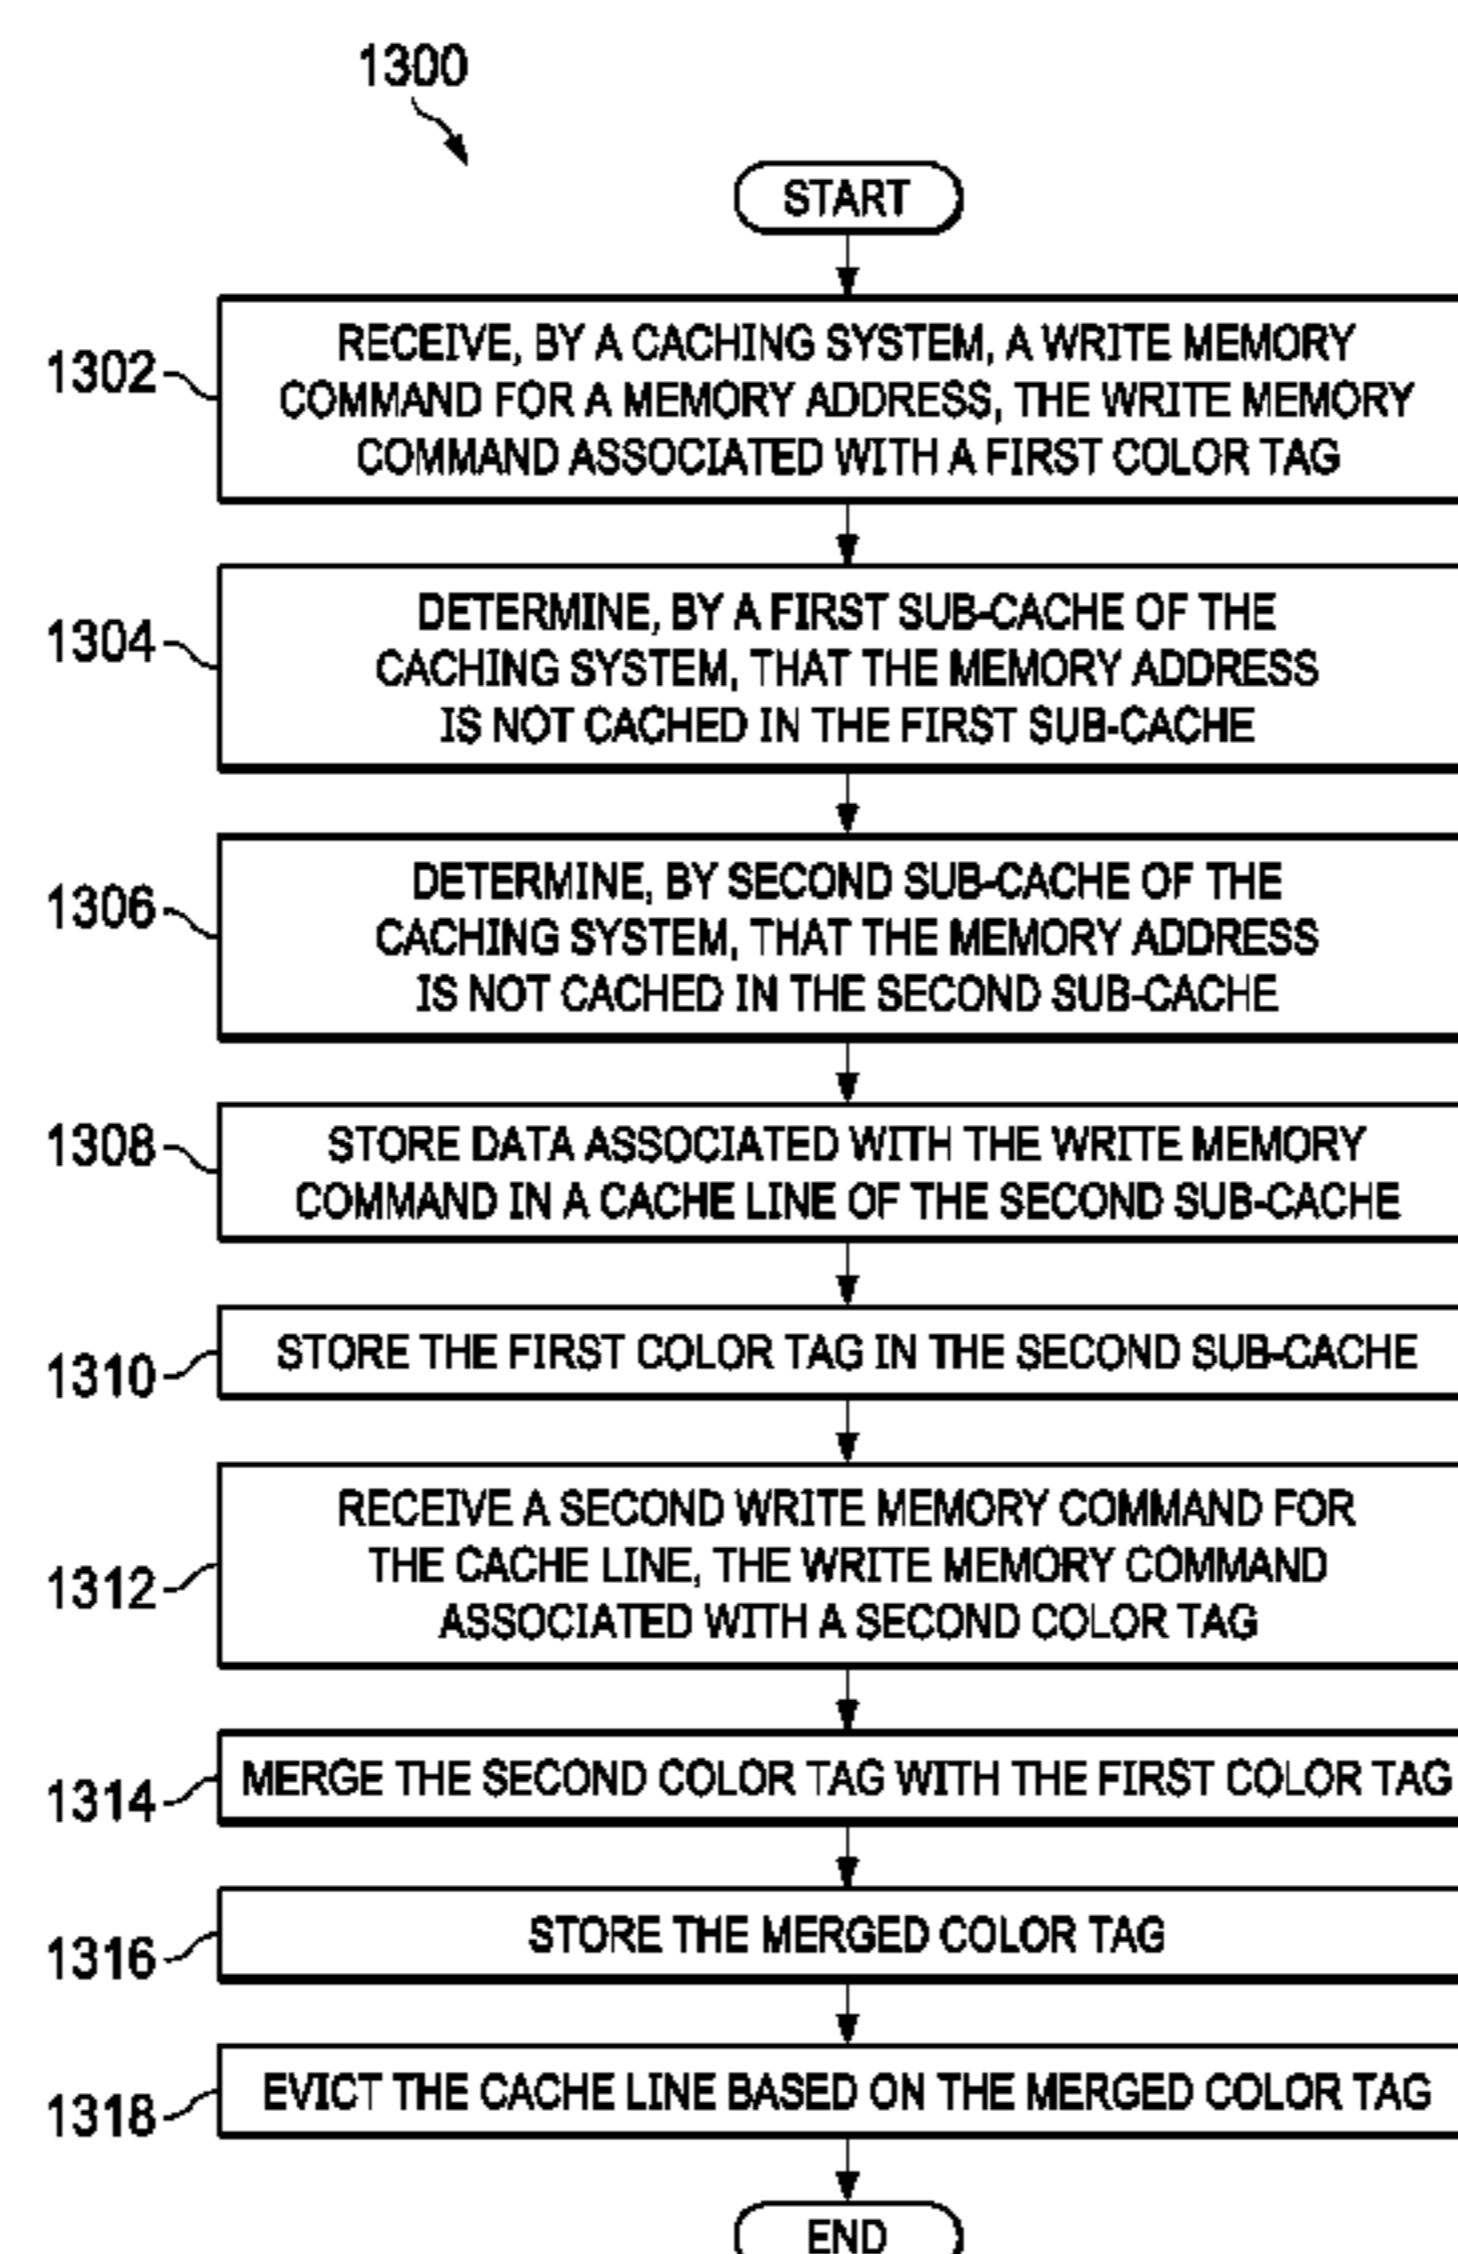 1300
START
1302
RECEIVE, BY A CACHING SYSTEM, A WRITE MEMORY
COMMAND FOR A MEMORY ADDRESS, THE WRITE MEMORY
COMMAND ASSOCIATED WITH A FIRST COLOR TAG
1304
DETERMINE, BY A FIRST SUB-CACHE OF THE
CACHING SYSTEM, THAT THE MEMORY ADDRESS
IS NOT CACHED IN THE FIRST SUB-CACHE
1306
DETERMINE, BY SECOND SUB-CACHE OF THE
CACHING SYSTEM, THAT THE MEMORY ADDRESS
IS NOT CACHED IN THE SECOND SUB-CACHE
1308
STORE DATA ASSOCIATED WITH THE WRITE MEMORY
COMMAND IN A CACHE LINE OF THE SECOND SUB-CACHE
1310
STORE THE FIRST COLOR TAG IN THE SECOND SUB-CACHE
1312
RECEIVE A SECOND WRITE MEMORY COMMAND FOR
THE CACHE LINE, THE WRITE MEMORY COMMAND
ASSOCIATED WITH A SECOND COLOR TAG
1314
MERGE THE SECOND COLOR TAG WITH THE FIRST COLOR TAG
1316
STORE THE MERGED COLOR TAG
1318
EVICT THE CACHE LINE BASED ON THE MERGED COLOR TAG
END